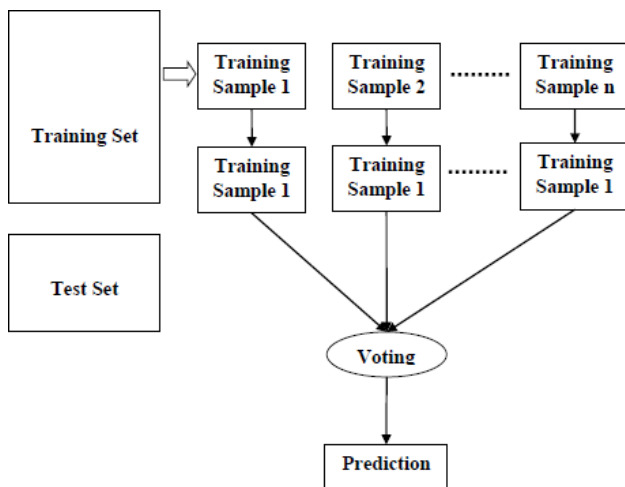 Training Set
Training
Sample 1
Training
Sample 2
.........
Training
Sample n
Training
Sample 1
Training
Sample 1
.........
Training
Sample 1
Test Set
Voting
Prediction